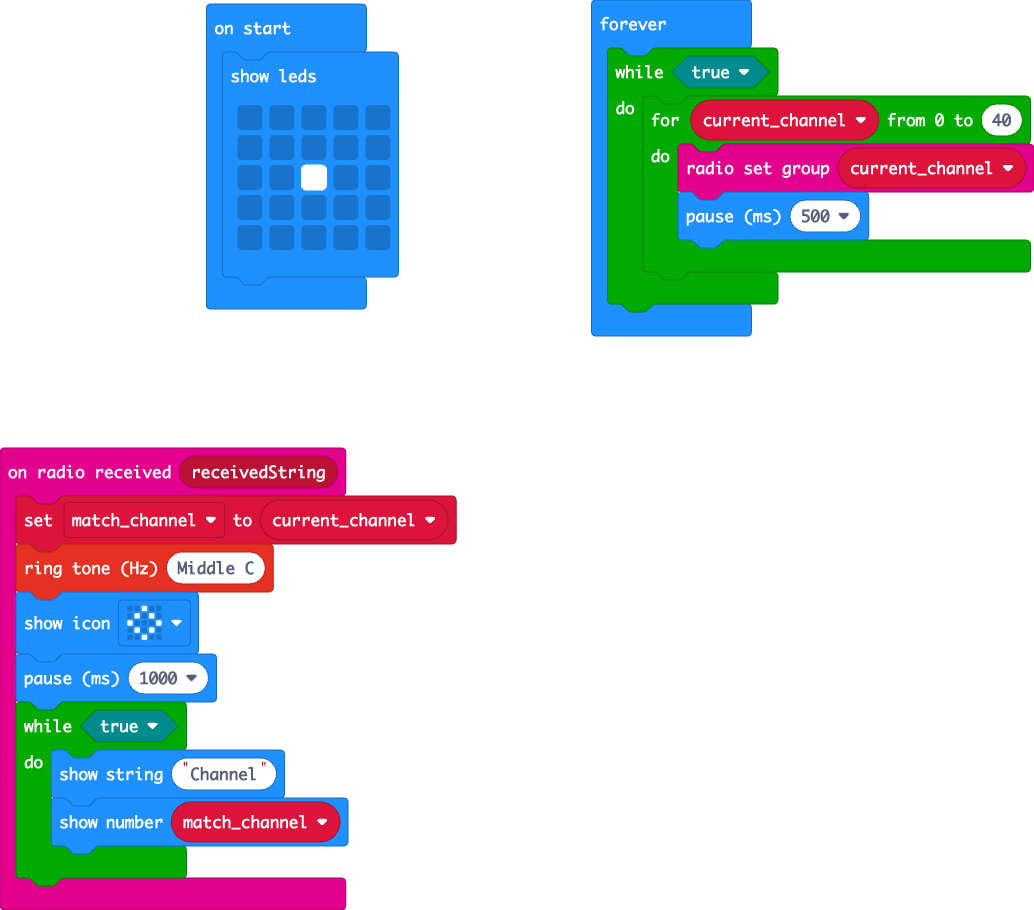 on start
show leds
forever
while true
do
for current_channel from 0 to 40
do
radio set group current_channel
pause (ms) 500
on radio received receivedString
set match_channel to current_channel
ring tone (Hz) Middle C
show icon
pause (ms) 1000
while true
do
show string "Channel"
show number match_channel